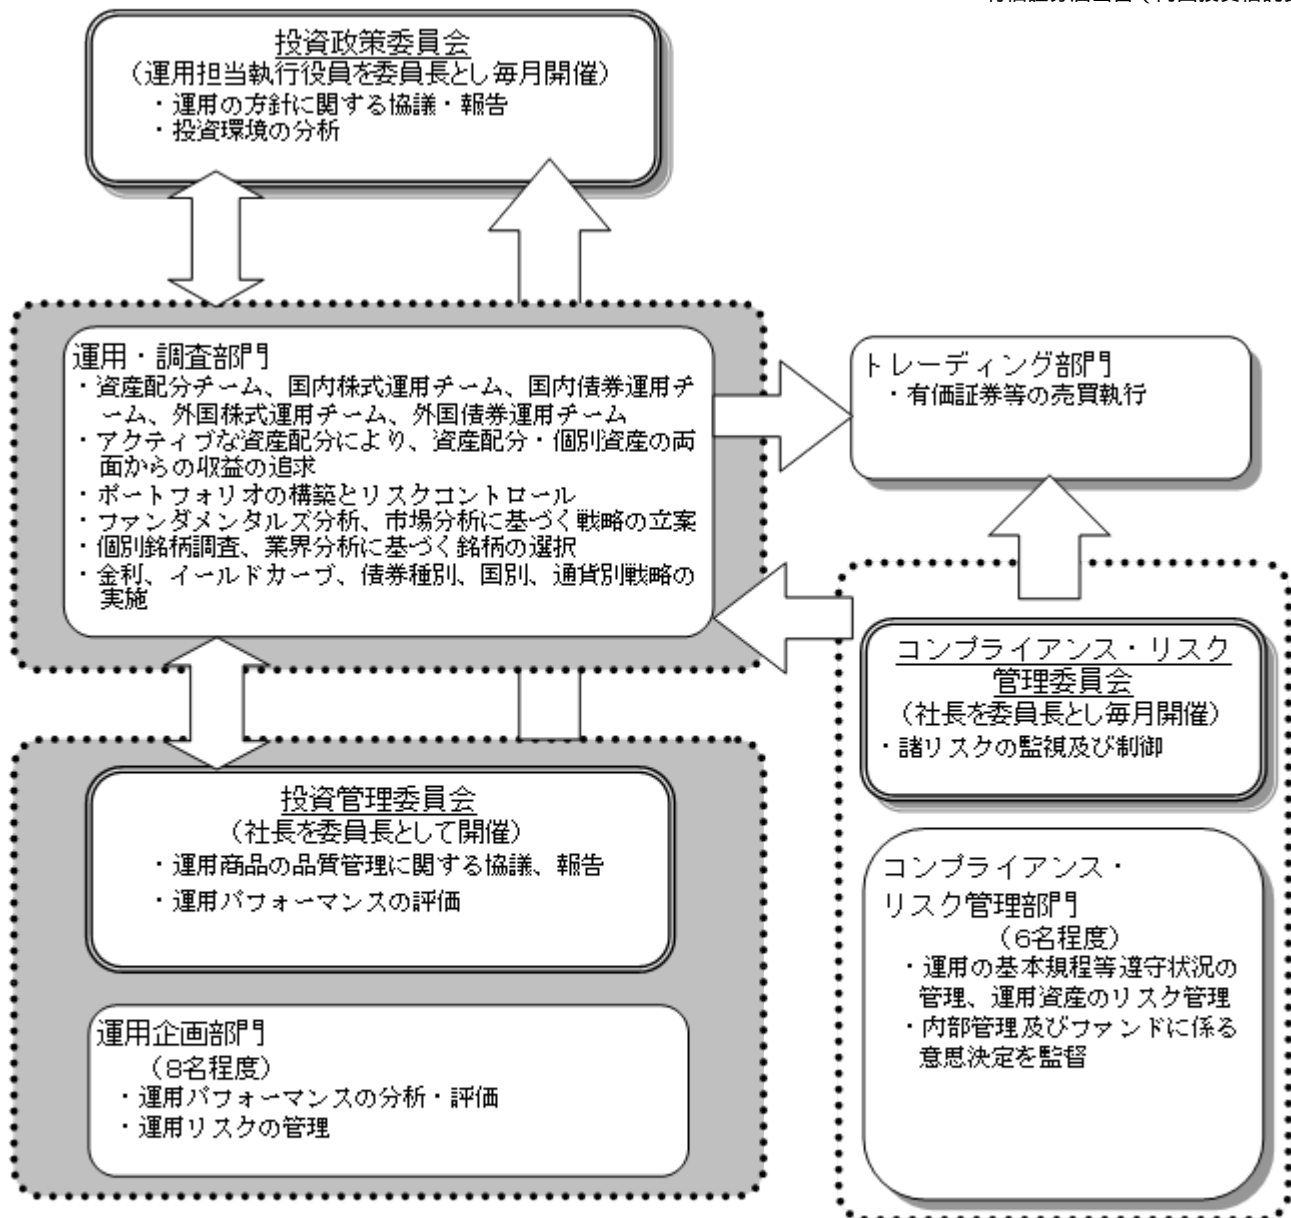 投資政策委員会
（運用担当執行役員を委員長とし毎月開催）
・運用の方針に関する協議・報告
・投資環境の分析
運用・調査部門
・資産配分チーム、国内株式運用チーム、国内債券運用チ
ーム、外国株式運用チーム、外国債券運用チーム
・アクティブな資産配分により、資産配分・個別資産の両
面からの収益の追求
・ポートフォリオの構築とリスクコントロール
・ファンダメンタルズ分析、市場分析に基づく戦略の立案
・個別銘柄調査、業界分析に基づく銘柄の選択
・金利、イールドカーブ、債券種別、国別、通貨別戦略の
実施
トレーディング部門
・有価証券等の売買執行
コンプライアンス・リスク
管理委員会
（社長を委員長とし毎月開催）
・諸リスクの監視及び制御
投資管理委員会
（社長を委員長として開催）
・運用商品の品質管理に関する協議、報告
・運用パフォーマンスの評価
コンプライアンス・
リスク管理部門
（6名程度）
・運用の基本規程等遵守状況の
管理、運用資産のリスク管理
・内部管理及びファンドに係る
意思決定を監督
運用企画部門
（8名程度）
・運用パフォーマンスの分析・評価
・運用リスクの管理